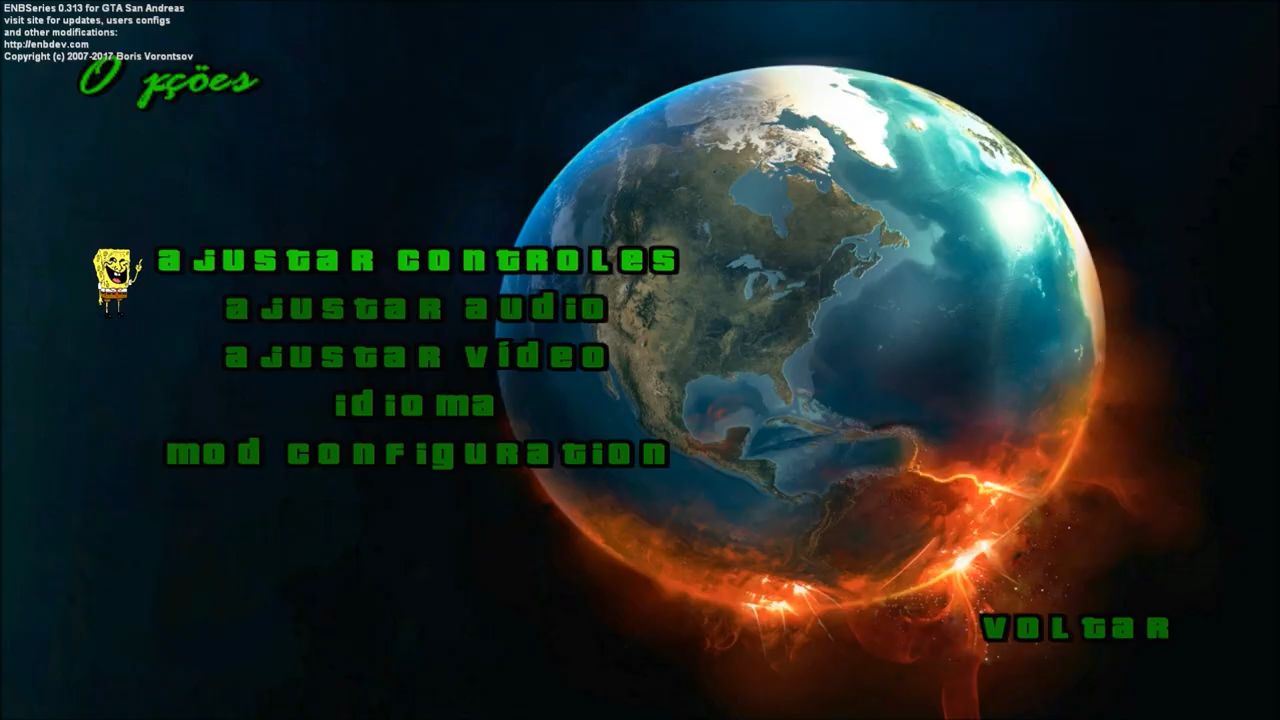 ENBSeries 0.313 for GTA San Andreas
visit site for updates, users configs
and other modifications:
http://enbdev.com
Copyright (c) 2007-2017 Boris Vorontsov
Opções
ajustar controles
ajustar audio
ajustar vídeo
idioma
mod configuration
voltar